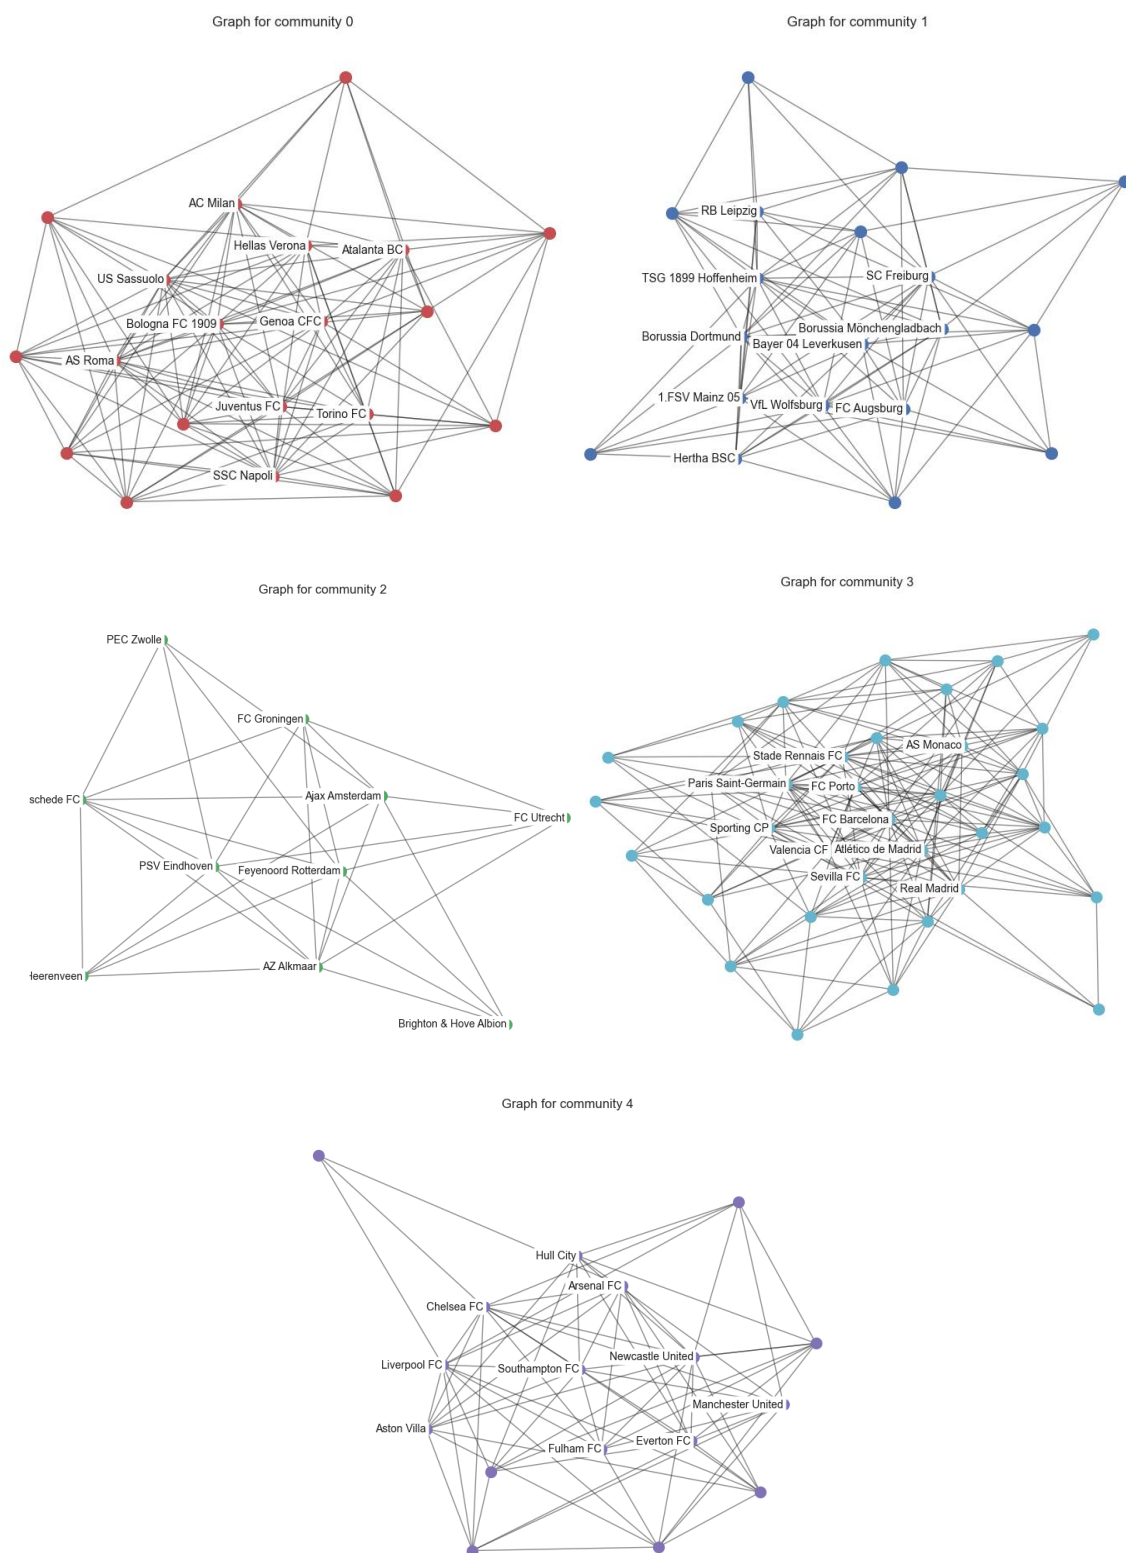 Graph for community 0
AC Milan
Hellas Verona
Atalanta BC
US Sassuolo
Bologna FC 1909
Genoa CFC
AS Roma
Juventus FC
Torino FC
SSC Napoli
Graph for community 1
RB Leipzig
TSG 1899 Hoffenheim
SC Freiburg
Borussia Mönchengladbach
Borussia Dortmund
Bayer 04 Leverkusen
1.FSV Mainz 05
VfL Wolfsburg
FC Augsburg
Hertha BSC
Graph for community 2
PEC Zwolle
FC Groningen
schede FC
Ajax Amsterdam
FC Utrecht
PSV Eindhoven
Feyenoord Rotterdam
AZ Alkmaar
Heerenveen
Brighton & Hove Albion
Graph for community 3
AS Monaco
Stade Rennais FC
Paris Saint-Germain
FC Porto
FC Barcelona
Sporting CP
Valencia CF
Atlético de Madrid
Sevilla FC
Real Madrid
Graph for community 4
Hull City
Arsenal FC
Chelsea FC
Newcastle United
Liverpool FC
Southampton FC
Manchester United
Aston Villa
Everton FC
Fulham FC